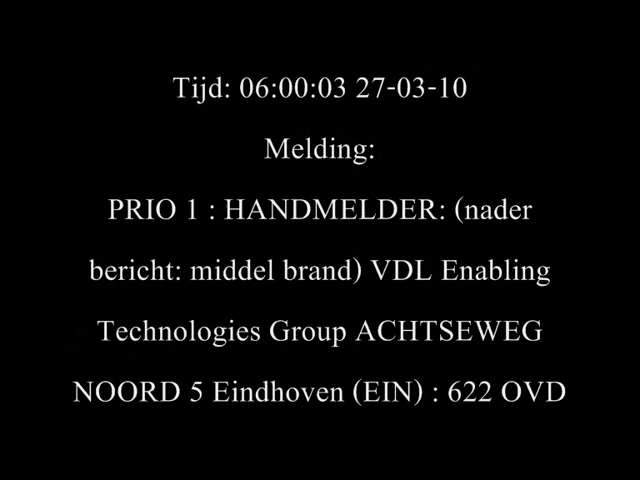 Tijd: 06:00:03 27-03-10
Melding:
PRIO 1 : HANDMELDER: (nader
bericht: middel brand) VDL Enabling
Technologies Group ACHTSEWEG
NOORD 5 Eindhoven (EIN) : 622 OVD